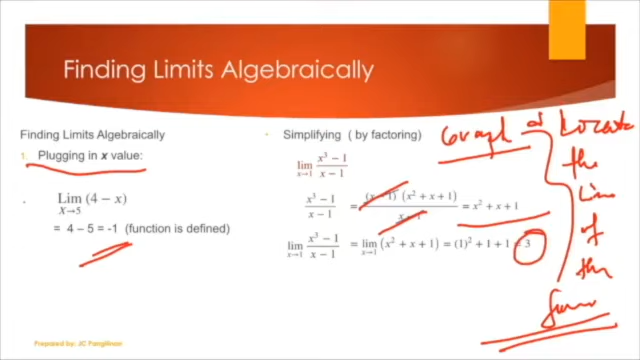 Finding Limits Algebraically
Finding Limits Algebraically
1. Plugging in x value:
Lim (4 − x)
X→5
= 4 – 5 = -1 (function is defined)
• Simplifying ( by factoring)
lim x→1 (x³ − 1)/(x − 1)
(x³ − 1)/(x − 1) = (x − 1)(x² + x + 1)/(x − 1) = x² + x + 1
lim x→1 (x³ − 1)/(x − 1) = lim x→1 (x² + x + 1) = (1)² + 1 + 1 = 3
Graph
Locate
the
of
the
Prepared by: JC Pangilinan